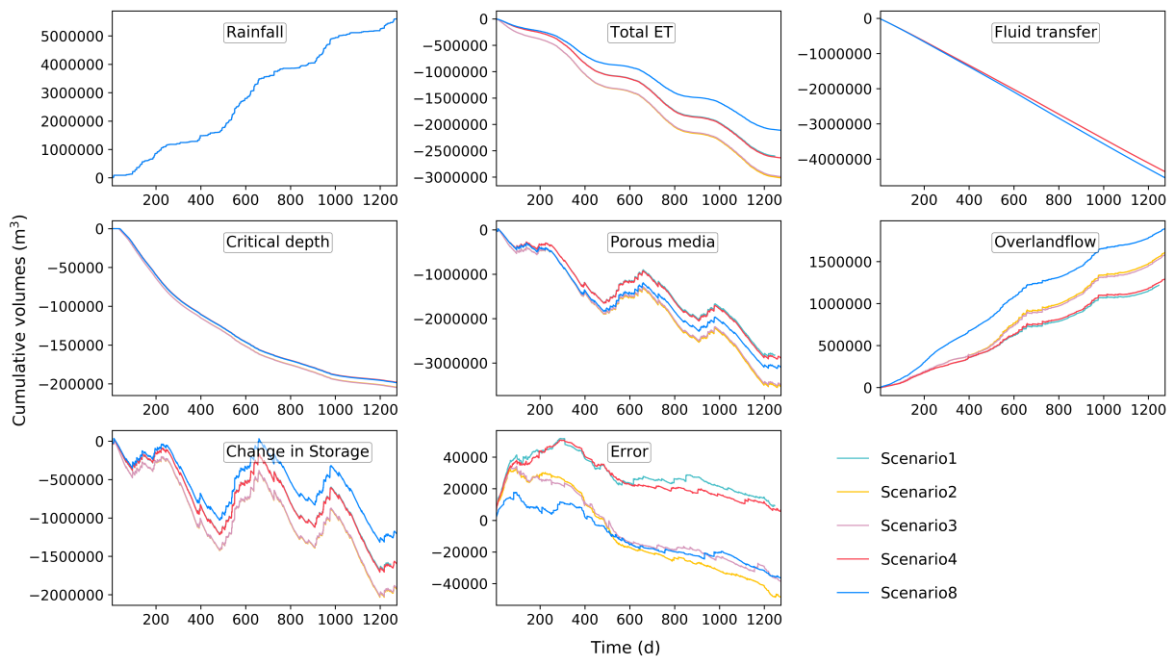 Rainfall
5000000
4000000
3000000
2000000
1000000
0
200 400 600 800 1000 1200
Total ET
0
−500000
−1000000
−1500000
−2000000
−2500000
−3000000
200 400 600 800 1000 1200
Fluid transfer
0
−1000000
−2000000
−3000000
−4000000
200 400 600 800 1000 1200
Cumulative volumes (m³)
Critical depth
0
−50000
−100000
−150000
−200000
200 400 600 800 1000 1200
Porous media
0
−1000000
−2000000
−3000000
200 400 600 800 1000 1200
Overlandflow
1500000
1000000
500000
0
200 400 600 800 1000 1200
Change in Storage
0
−500000
−1000000
−1500000
−2000000
200 400 600 800 1000 1200
Error
40000
20000
0
−20000
−40000
200 400 600 800 1000 1200
Time (d)
Scenario1
Scenario2
Scenario3
Scenario4
Scenario8